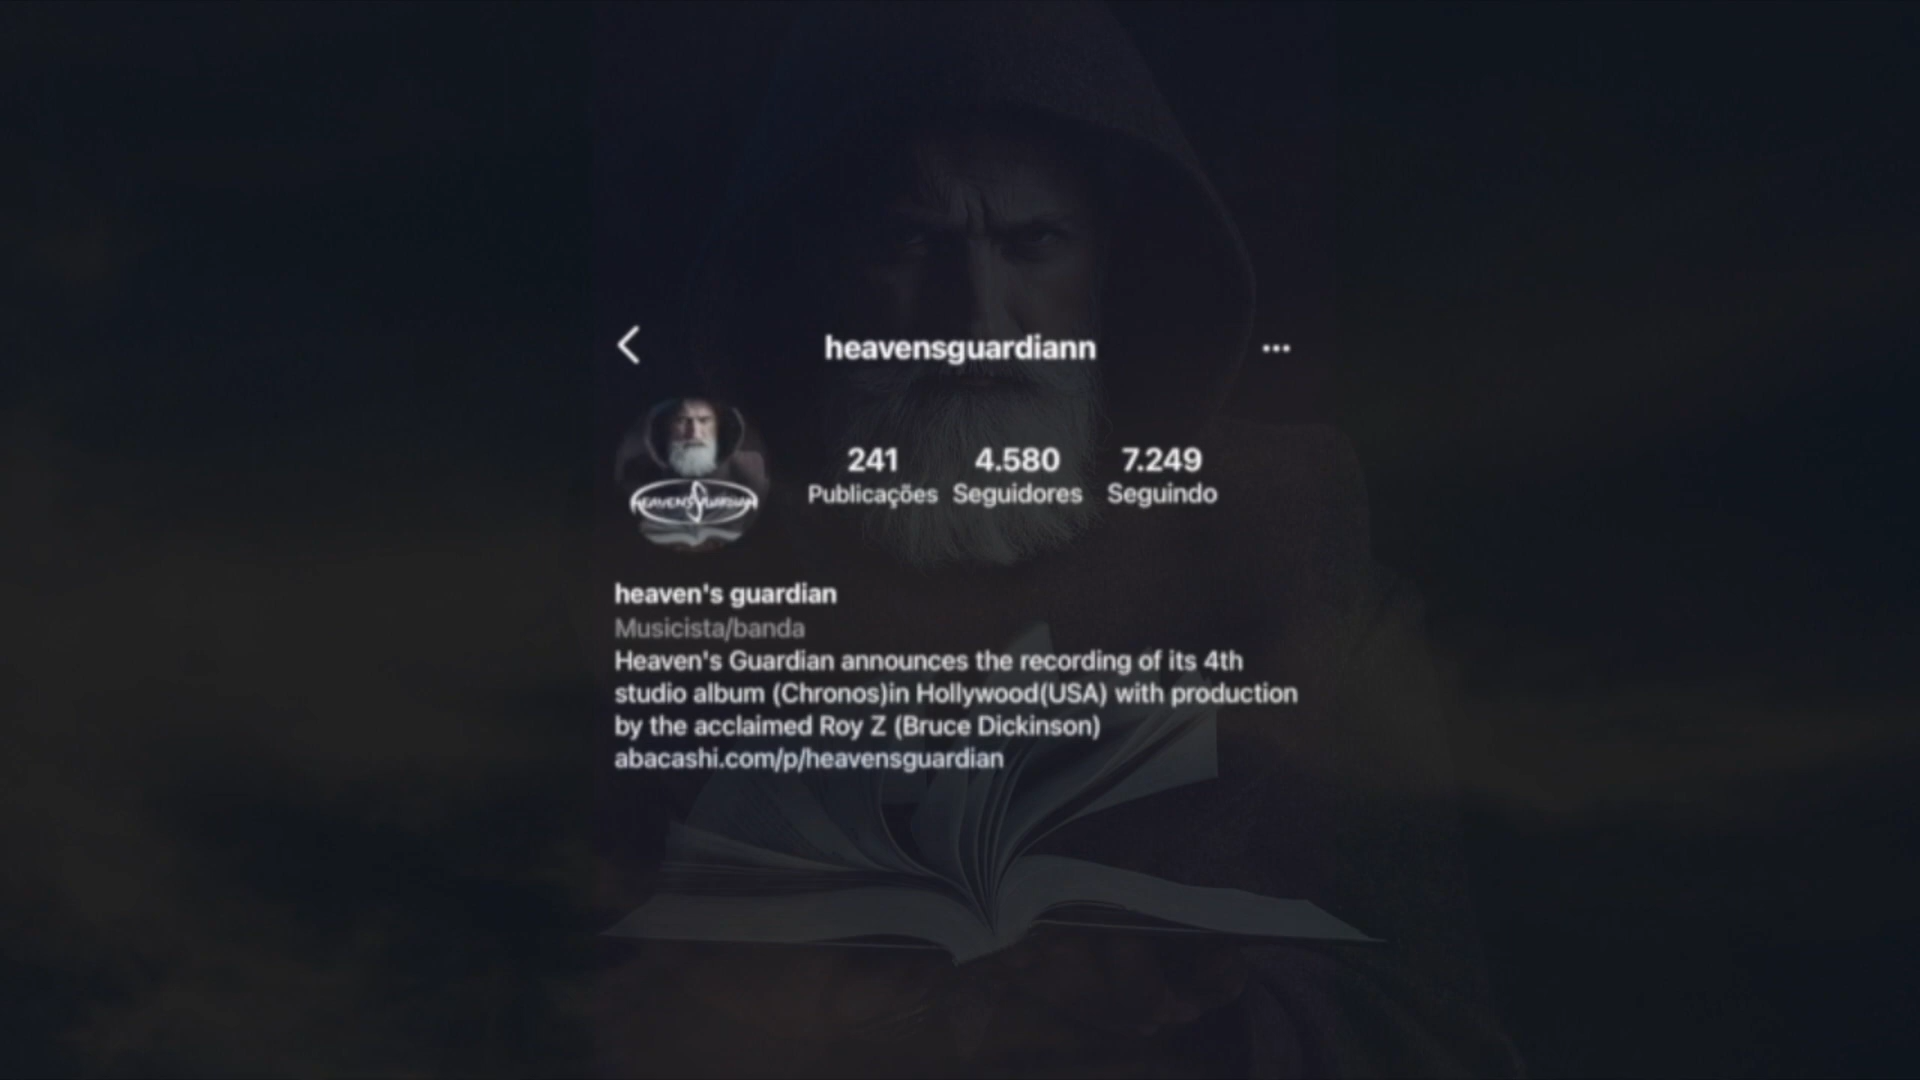 heavensguardiann
...
241 4.580 7.249
Publicações Seguidores Seguindo
HEAVENS GUARDIAN
heaven's guardian
Musicista/banda
Heaven's Guardian announces the recording of its 4th
studio album (Chronos)in Hollywood(USA) with production
by the acclaimed Roy Z (Bruce Dickinson)
abacashi.com/p/heavensguardian